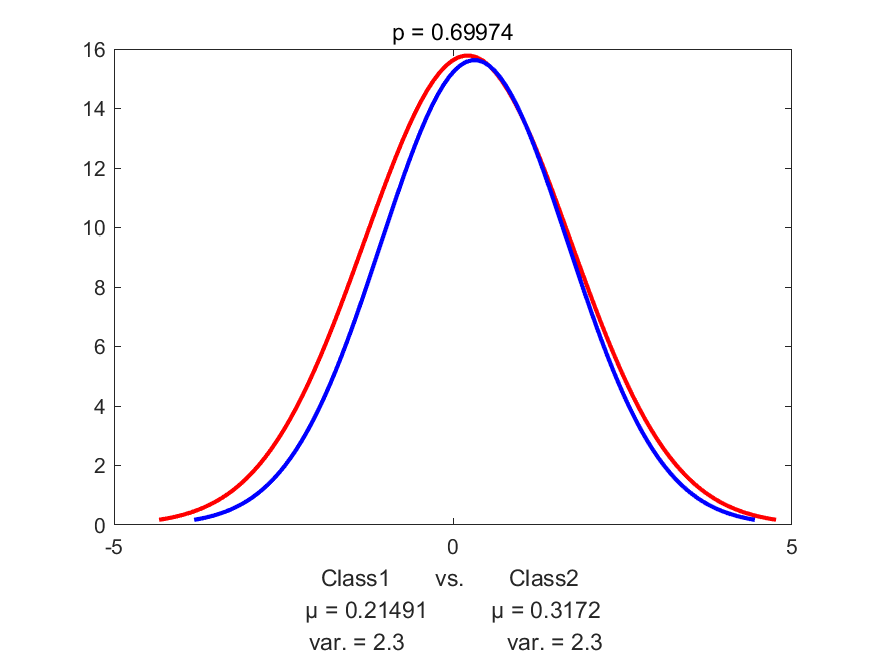 p = 0.69974
16
14
12
10
8
6
4
2
0
-5 0 5
Class1 vs. Class2
μ = 0.21491 μ = 0.3172
var. = 2.3 var. = 2.3